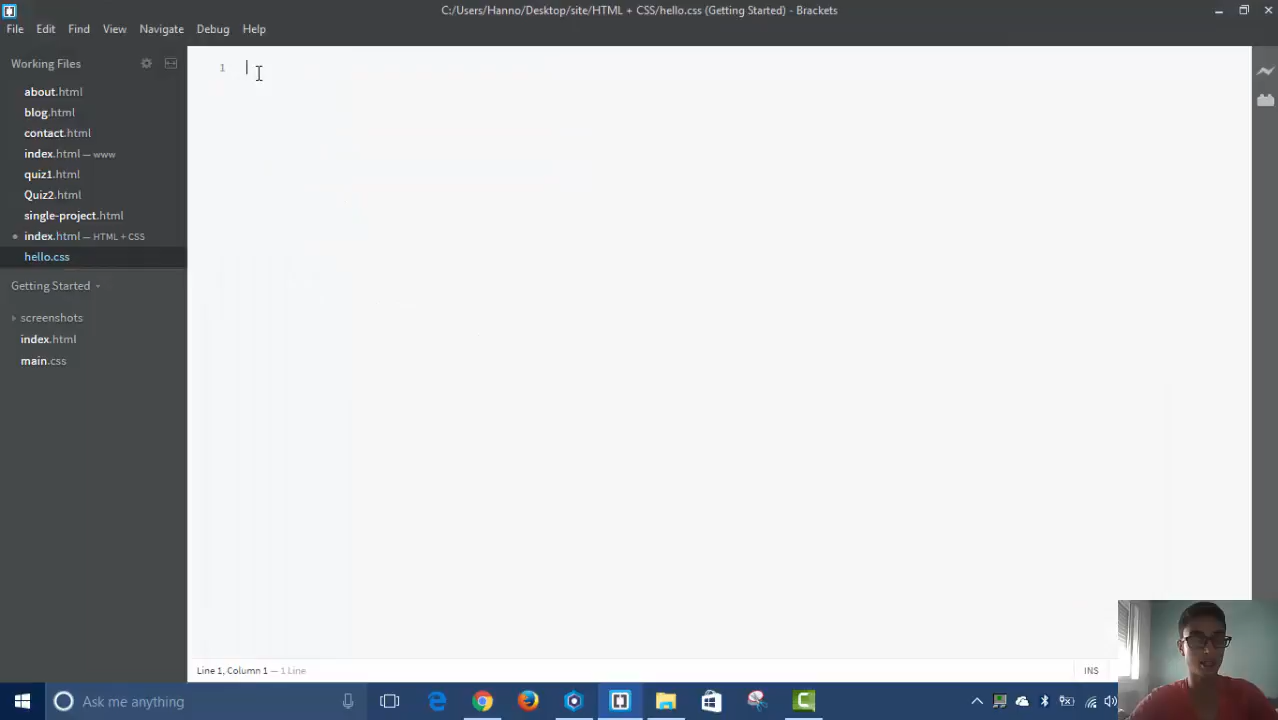 C:/Users/Hanno/Desktop/site/HTML + CSS/hello.css (Getting Started) - Brackets
File Edit Find View Navigate Debug Help
Working Files
1
about.html
blog.html
contact.html
index.html — www
quiz1.html
Quiz2.html
single-project.html
index.html — HTML + CSS
hello.css
Getting Started
screenshots
index.html
main.css
Line 1, Column 1 — 1 Line
INS
Ask me anything